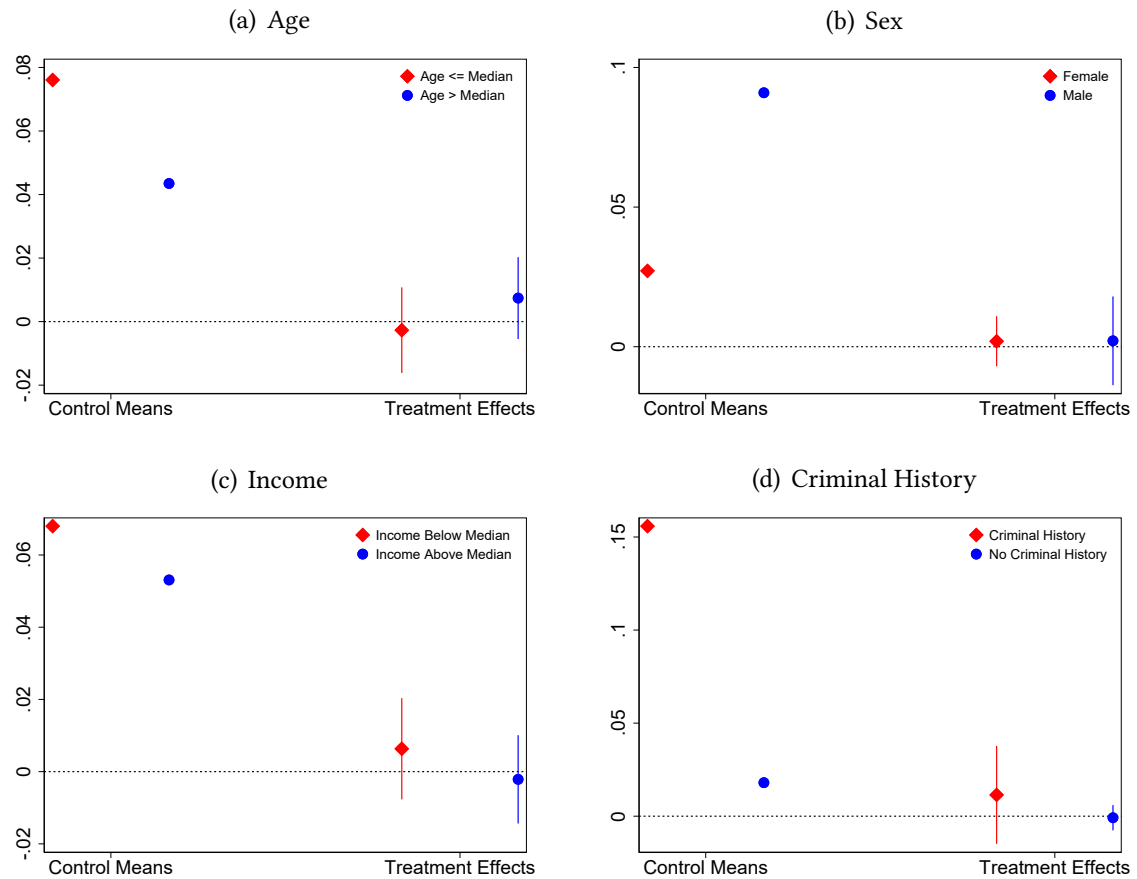 (a) Age
.08
.06
.04
.02
0
-.02
Age <= Median
Age > Median
Control Means
Treatment Effects
(b) Sex
.1
.05
0
Female
Male
Control Means
Treatment Effects
(c) Income
.06
.04
.02
0
-.02
Income Below Median
Income Above Median
Control Means
Treatment Effects
(d) Criminal History
.15
.1
.05
0
Criminal History
No Criminal History
Control Means
Treatment Effects